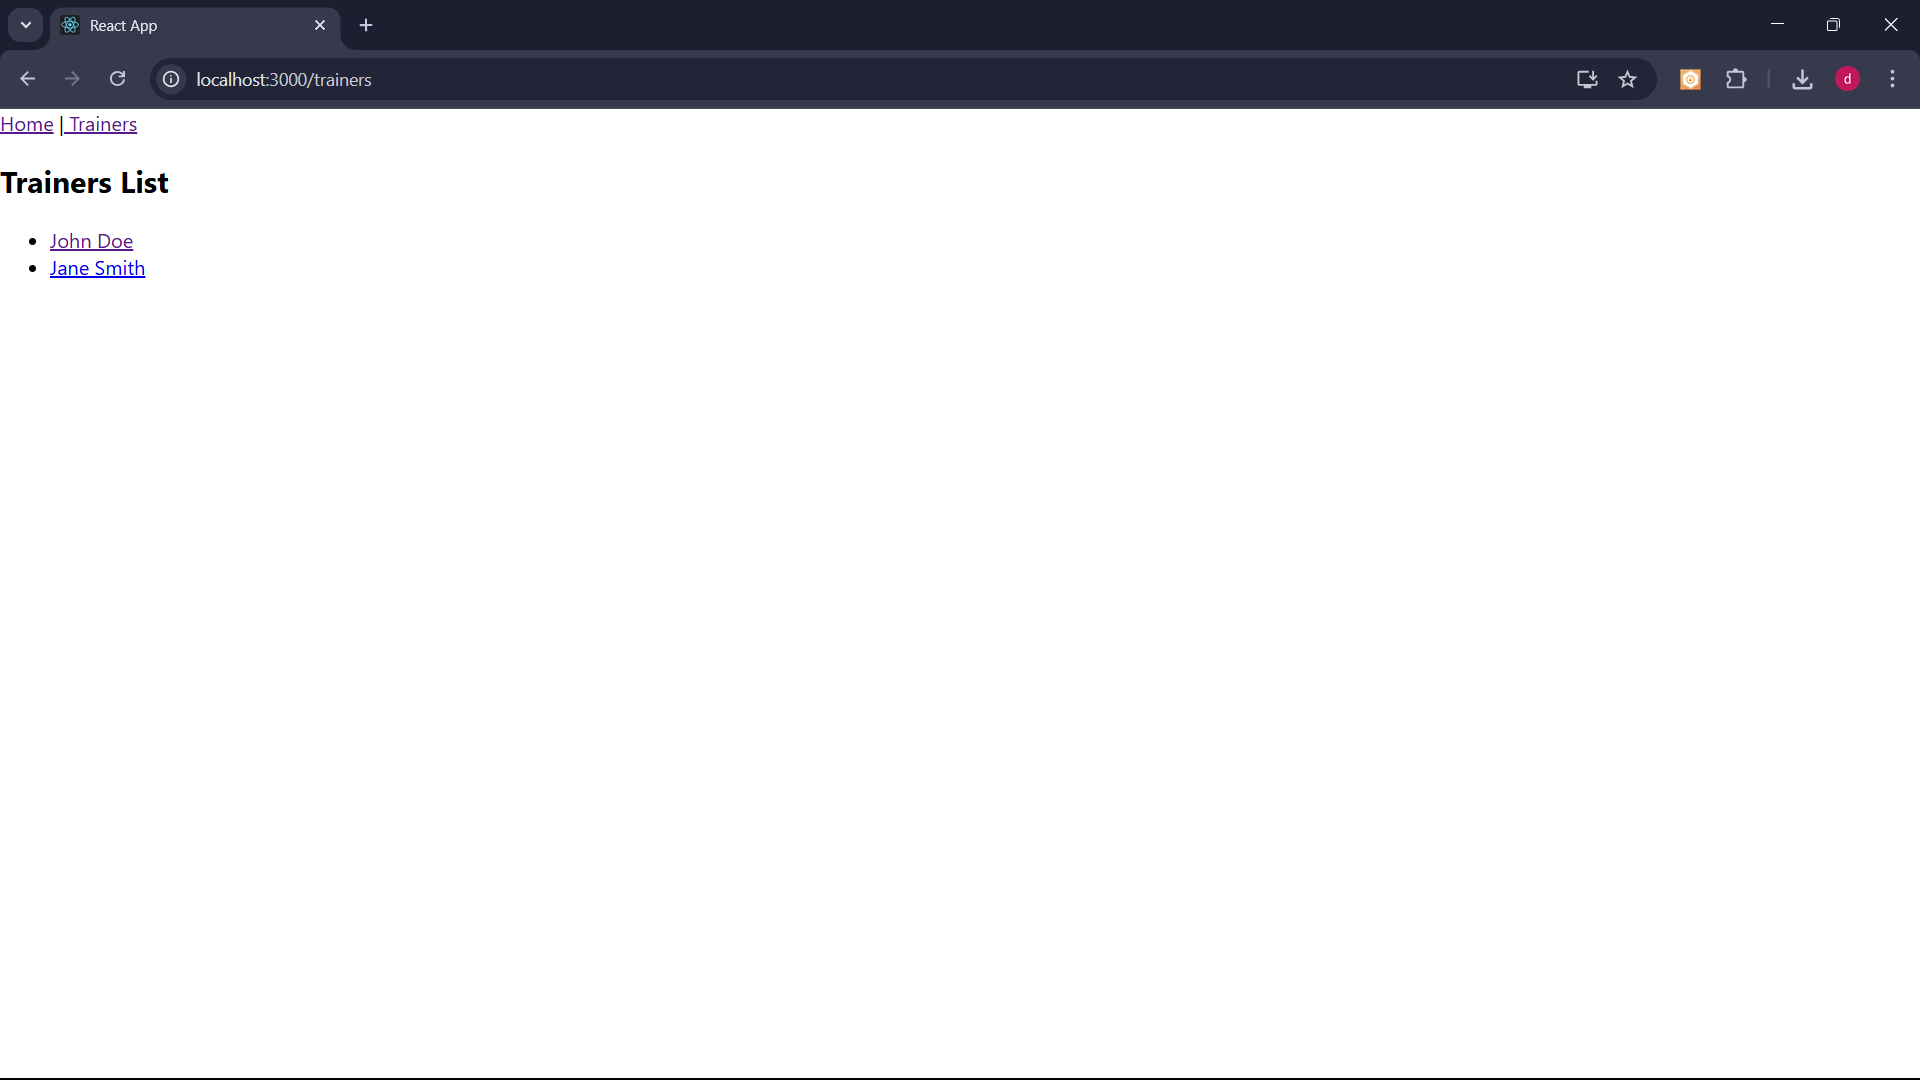 React App
localhost:3000/trainers
d
Home | Trainers
Trainers List
John Doe
Jane Smith